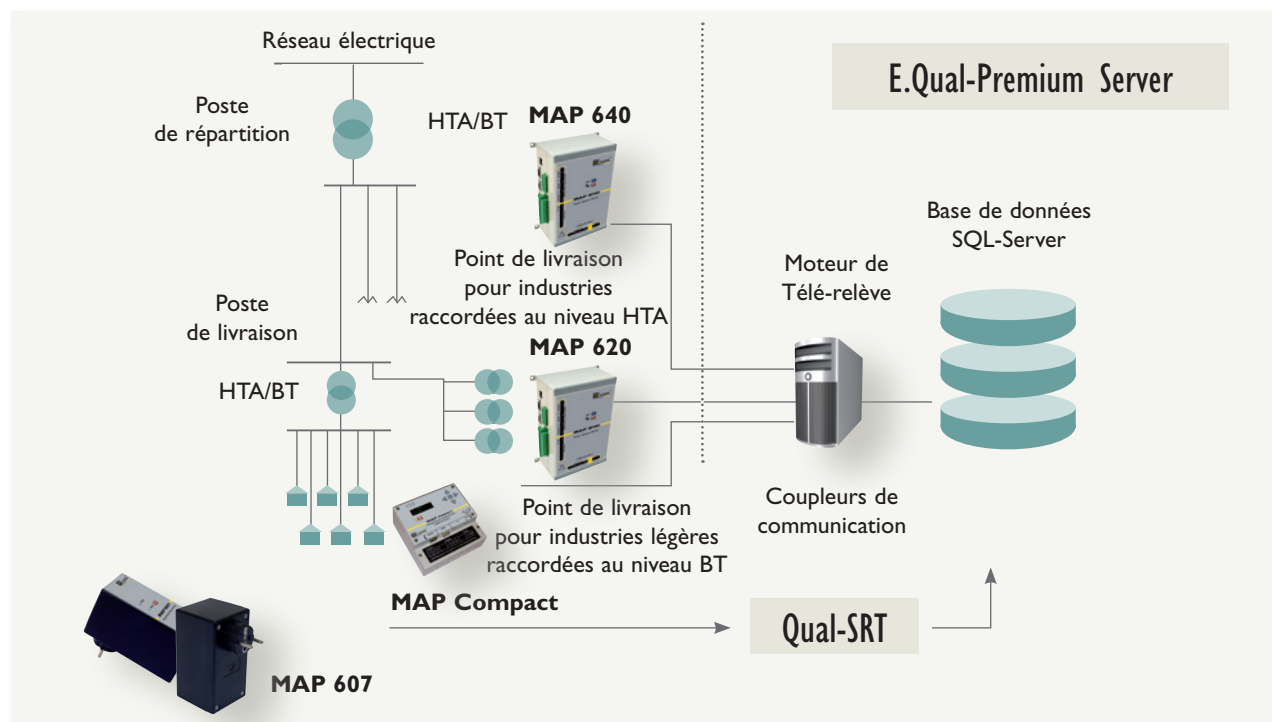 Réseau électrique
E.Qual-Premium Server
Poste
de répartition
HTA/BT
MAP 640
Base de données
SQL-Server
Point de livraison
pour industries
raccordées au niveau HTA
Moteur de
Télé-relève
Poste
de livraison
MAP 620
HTA/BT
Coupleurs de
communication
Point de livraison
pour industries légères
raccordées au niveau BT
MAP Compact
Qual-SRT
MAP 607